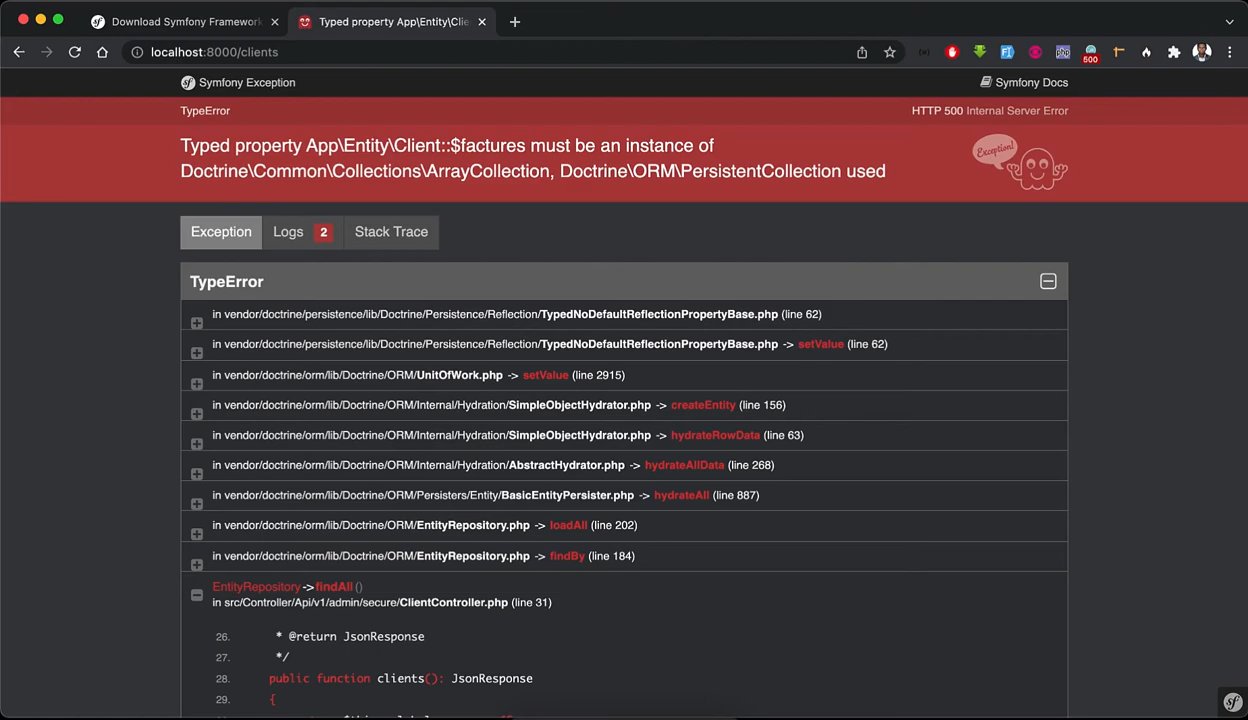 Download Symfony Framework
Typed property App\Entity\Clie
localhost:8000/clients
php
500
Symfony Exception
Symfony Docs
TypeError
HTTP 500 Internal Server Error
Typed property App\Entity\Client::$factures must be an instance of
Doctrine\Common\Collections\ArrayCollection, Doctrine\ORM\PersistentCollection used
Exception!
Exception
Logs 2
Stack Trace
TypeError
in vendor/doctrine/persistence/lib/Doctrine/Persistence/Reflection/TypedNoDefaultReflectionPropertyBase.php (line 62)
in vendor/doctrine/persistence/lib/Doctrine/Persistence/Reflection/TypedNoDefaultReflectionPropertyBase.php -> setValue (line 62)
in vendor/doctrine/orm/lib/Doctrine/ORM/UnitOfWork.php -> setValue (line 2915)
in vendor/doctrine/orm/lib/Doctrine/ORM/Internal/Hydration/SimpleObjectHydrator.php -> createEntity (line 156)
in vendor/doctrine/orm/lib/Doctrine/ORM/Internal/Hydration/SimpleObjectHydrator.php -> hydrateRowData (line 63)
in vendor/doctrine/orm/lib/Doctrine/ORM/Internal/Hydration/AbstractHydrator.php -> hydrateAllData (line 268)
in vendor/doctrine/orm/lib/Doctrine/ORM/Persisters/Entity/BasicEntityPersister.php -> hydrateAll (line 887)
in vendor/doctrine/orm/lib/Doctrine/ORM/EntityRepository.php -> loadAll (line 202)
in vendor/doctrine/orm/lib/Doctrine/ORM/EntityRepository.php -> findBy (line 184)
EntityRepository->findAll ()
in src/Controller/Api/v1/admin/secure/ClientController.php (line 31)
26. * @return JsonResponse
27. */
28. public function clients(): JsonResponse
29. {